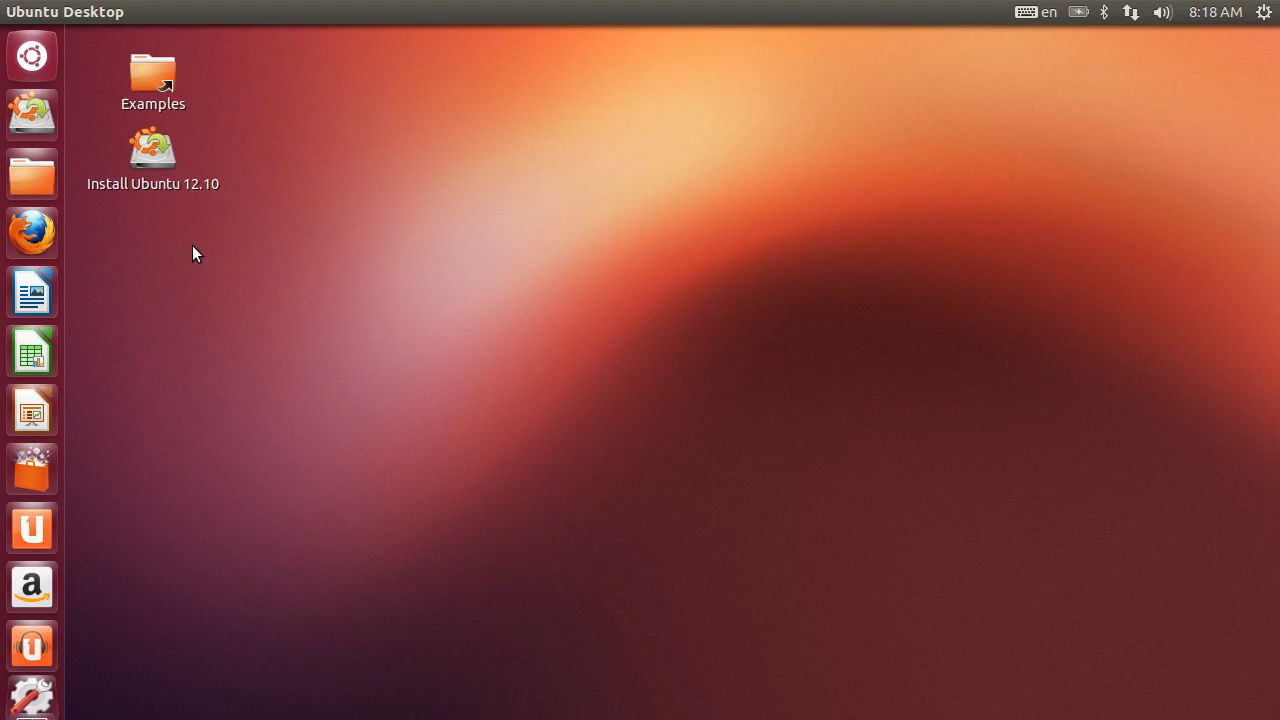 Ubuntu Desktop
en
8:18 AM
Examples
Install Ubuntu 12.10